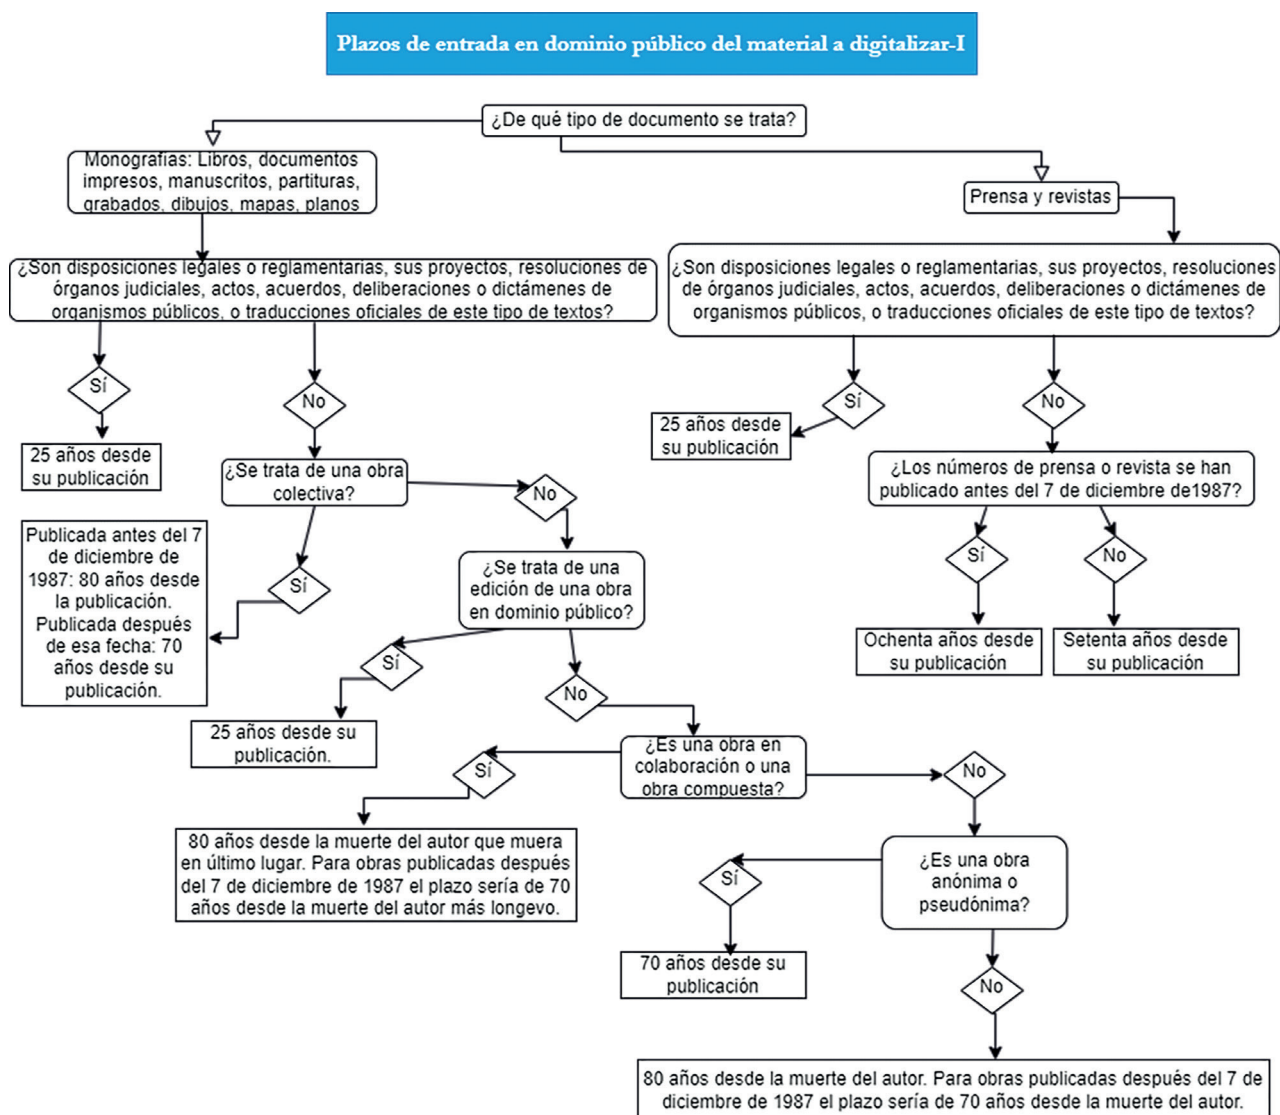 Plazos de entrada en dominio público del material a digitalizar-I
¿De qué tipo de documento se trata?
Monografías: Libros, documentos
impresos, manuscritos, partituras,
grabados, dibujos, mapas, planos
Prensa y revistas
¿Son disposiciones legales o reglamentarias, sus proyectos, resoluciones de
órganos judiciales, actos, acuerdos, deliberaciones o dictámenes de
organismos públicos, o traducciones oficiales de este tipo de textos?
¿Son disposiciones legales o reglamentarias, sus proyectos, resoluciones
de órganos judiciales, actos, acuerdos, deliberaciones o dictámenes de
organismos públicos, o traducciones oficiales de este tipo de textos?
Sí
No
Sí
No
25 años desde
su publicación
25 años desde
su publicación
¿Se trata de una obra
colectiva?
No
¿Los números de prensa o revista se han
publicado antes del 7 de diciembre de1987?
Publicada antes del 7
de diciembre de
1987: 80 años desde
la publicación.
Publicada después
de esa fecha: 70
años desde su
publicación.
Sí
¿Se trata de una
edición de una obra
en dominio público?
Sí
No
Ochenta años desde
su publicación
Setenta años desde
su publicación
Sí
No
25 años desde su
publicación.
¿Es una obra en
colaboración o una
obra compuesta?
Sí
No
80 años desde la muerte del autor que muera
en último lugar. Para obras publicadas después
del 7 de diciembre de 1987 el plazo sería de 70
años desde la muerte del autor más longevo.
¿Es una obra
anónima o
pseudónima?
Sí
70 años desde su
publicación
No
80 años desde la muerte del autor. Para obras publicadas después del 7 de
diciembre de 1987 el plazo sería de 70 años desde la muerte del autor.